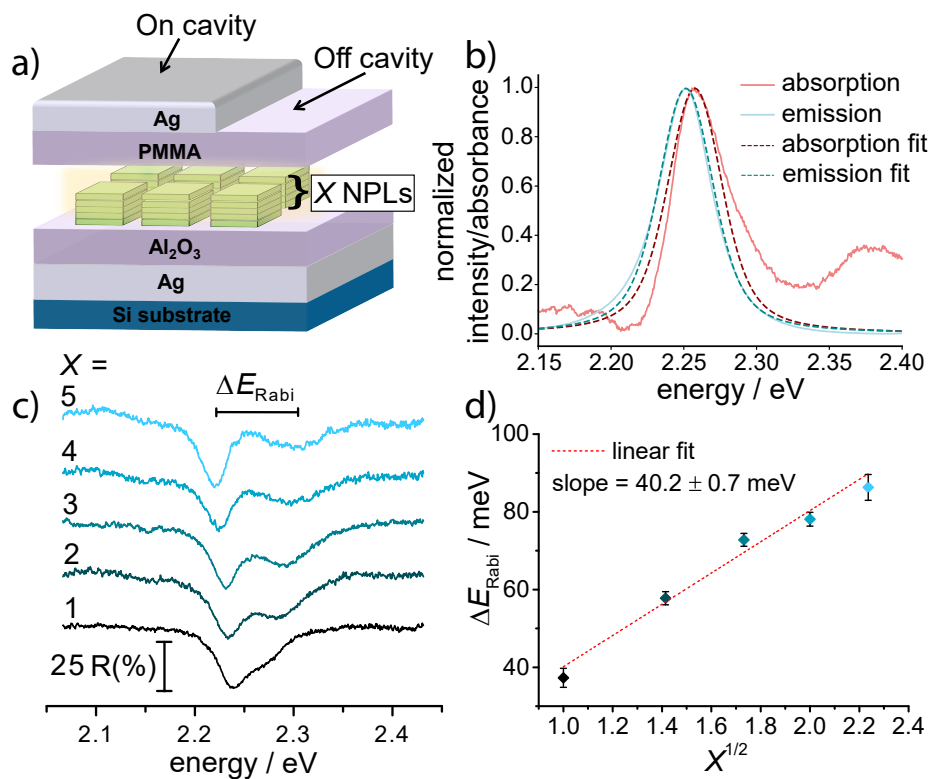 a)
On cavity
Off cavity
Ag
PMMA
} X NPLs
Al₂O₃
Ag
Si substrate
b)
normalized
intensity/absorbance
1.0
0.8
0.6
0.4
0.2
0.0
2.15 2.20 2.25 2.30 2.35 2.40
energy / eV
absorption
emission
absorption fit
emission fit
c)
X =
5
4
3
2
1
ΔE_Rabi
25 R(%)
2.1 2.2 2.3 2.4
energy / eV
d)
ΔE_Rabi / meV
100
80
60
40
linear fit
slope = 40.2 ± 0.7 meV
1.0 1.2 1.4 1.6 1.8 2.0 2.2 2.4
X^1/2